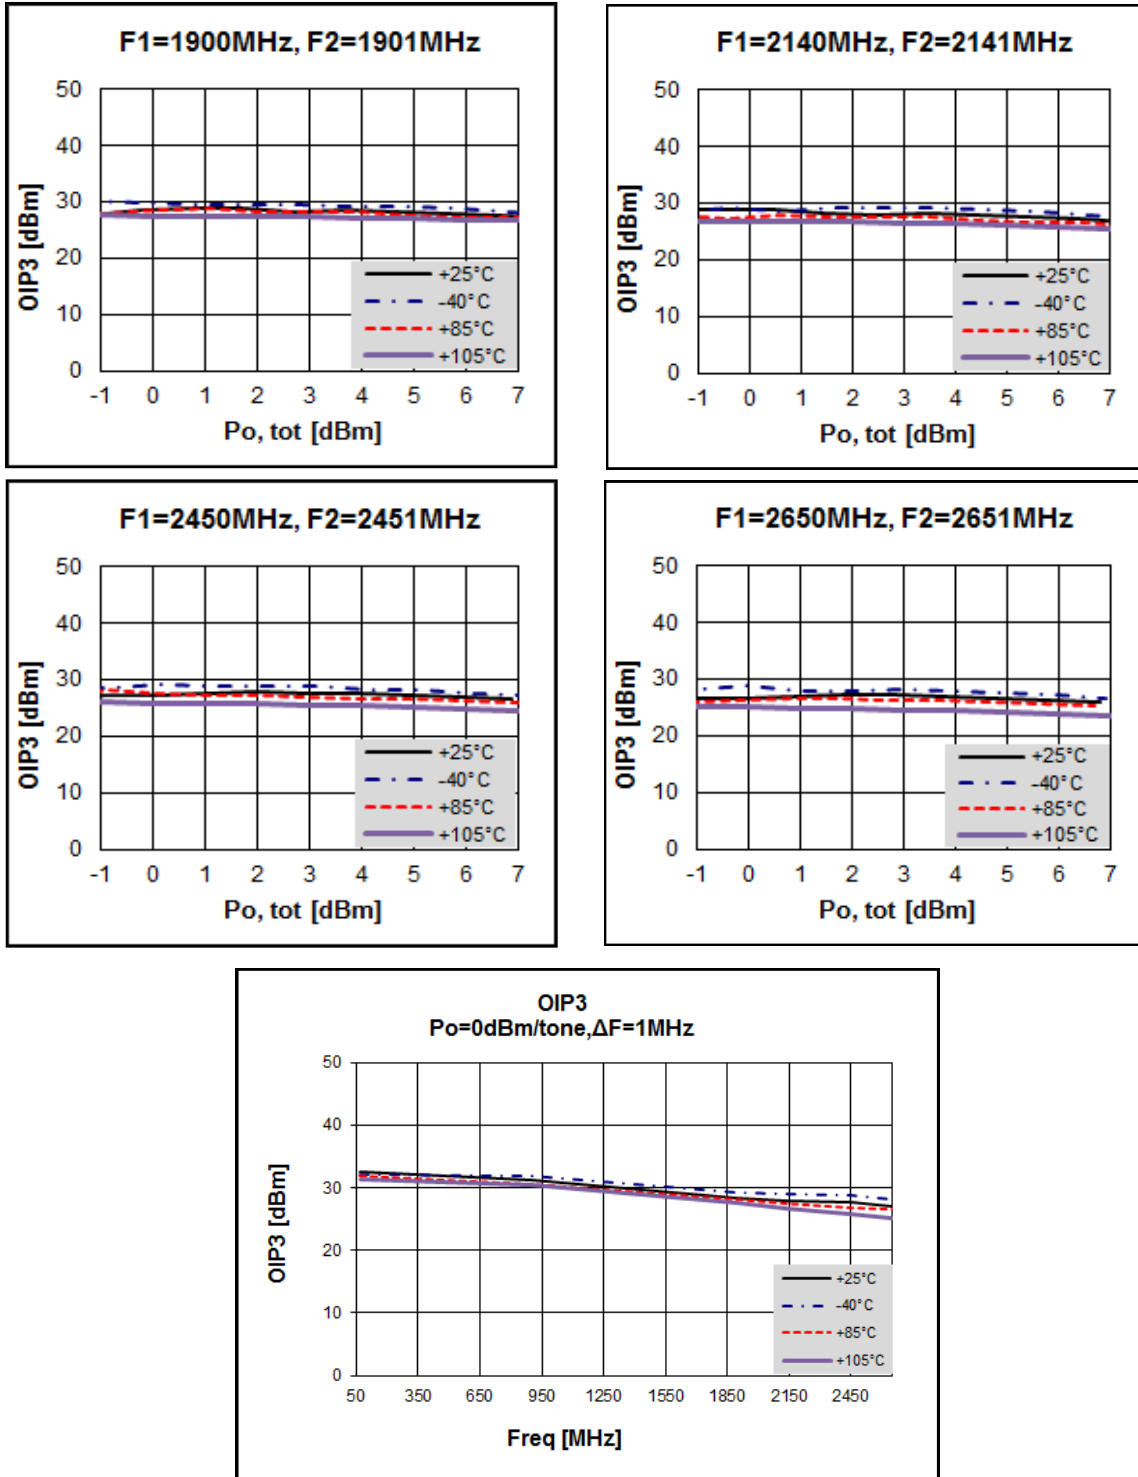 F1=1900MHz, F2=1901MHz
50
40
30
20
10
0
OIP3 [dBm]
+25°C
-40°C
+85°C
+105°C
-1 0 1 2 3 4 5 6 7
Po, tot [dBm]
F1=2140MHz, F2=2141MHz
50
40
30
20
10
0
OIP3 [dBm]
+25°C
-40°C
+85°C
+105°C
-1 0 1 2 3 4 5 6 7
Po, tot [dBm]
F1=2450MHz, F2=2451MHz
50
40
30
20
10
0
OIP3 [dBm]
+25°C
-40°C
+85°C
+105°C
-1 0 1 2 3 4 5 6 7
Po, tot [dBm]
F1=2650MHz, F2=2651MHz
50
40
30
20
10
0
OIP3 [dBm]
+25°C
-40°C
+85°C
+105°C
-1 0 1 2 3 4 5 6 7
Po, tot [dBm]
OIP3
Po=0dBm/tone,ΔF=1MHz
50
40
30
20
10
0
OIP3 [dBm]
+25°C
-40°C
+85°C
+105°C
50 350 650 950 1250 1550 1850 2150 2450
Freq [MHz]